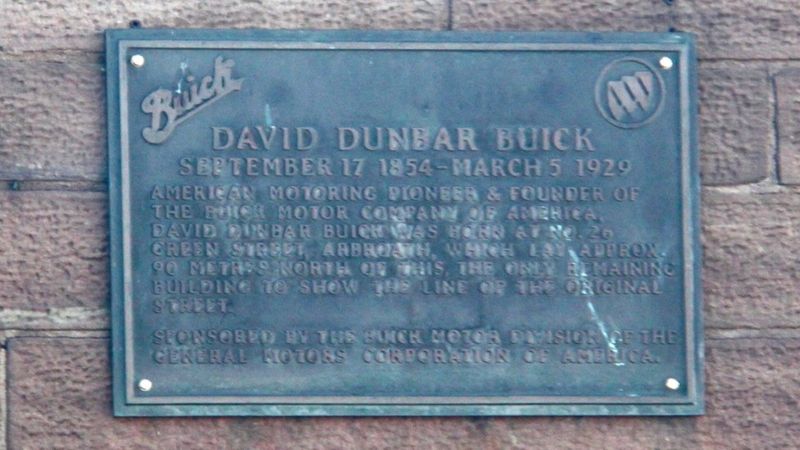 Buick
DAVID DUNBAR BUICK
SEPTEMBER 17 1854-MARCH 5 1929
AMERICAN MOTORING PIONEER & FOUNDER OF
THE BUICK MOTOR COMPANY OF AMERICA.
DAVID DUNBAR BUICK WAS BORN AT NO. 26
GREEN STREET, ARBROATH, WHICH LAY APPROX.
90 METRES NORTH OF THIS, THE ONLY REMAINING
BUILDING TO SHOW THE LINE OF THE ORIGINAL
STREET.
SPONSORED BY THE BUICK MOTOR DIVISION OF THE
GENERAL MOTORS CORPORATION OF AMERICA.